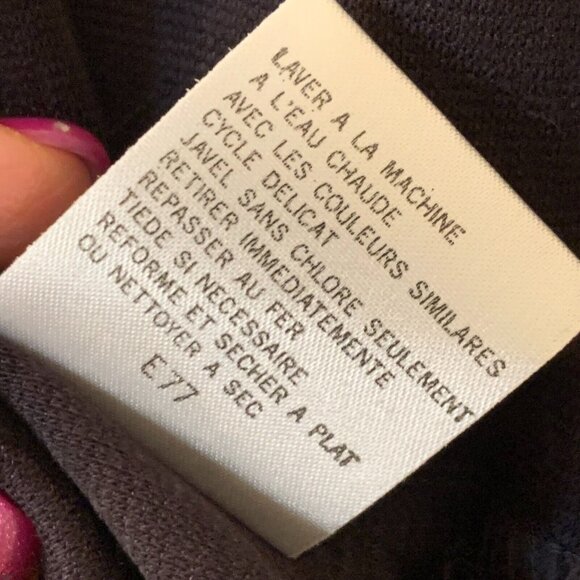 LAVER A LA MACHINE
A L'EAU CHAUDE
AVEC LES COULEURS SIMILARES
CYCLE DELICAT
JAVEL SANS CHLORE SEULEMENT
RETIRER IMMEDIATEMENTE
REPASSER AU FER
TIEDE SI NECESSAIRE
REFORME ET SECHER A PLAT
OU NETTOYER A SEC
E77